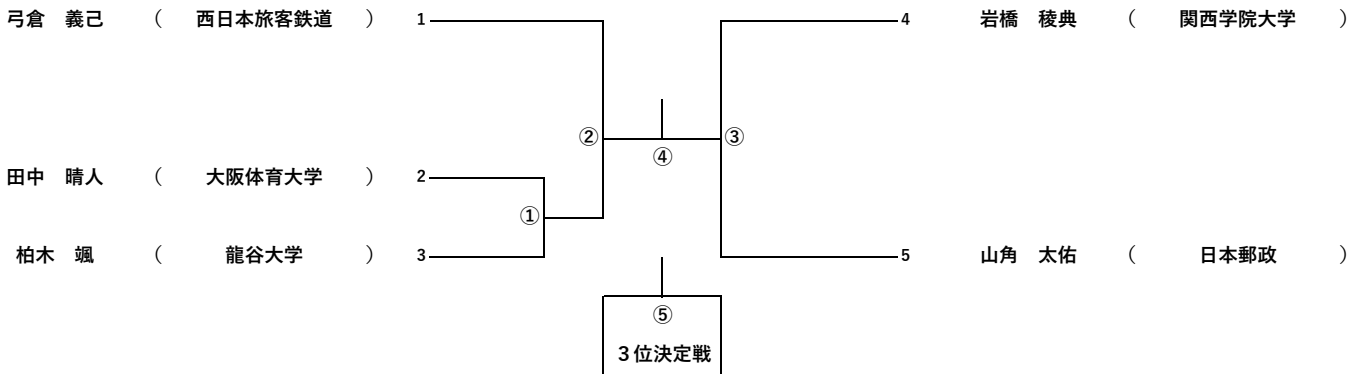 弓倉 義己 （ 西日本旅客鉄道 ） 1 4 岩橋 稜典 （ 関西学院大学 ）
② ③
④
田中 晴人 （ 大阪体育大学 ） 2
①
柏木 颯 （ 龍谷大学 ） 3 5 山角 太佑 （ 日本郵政 ）
⑤
３位決定戦